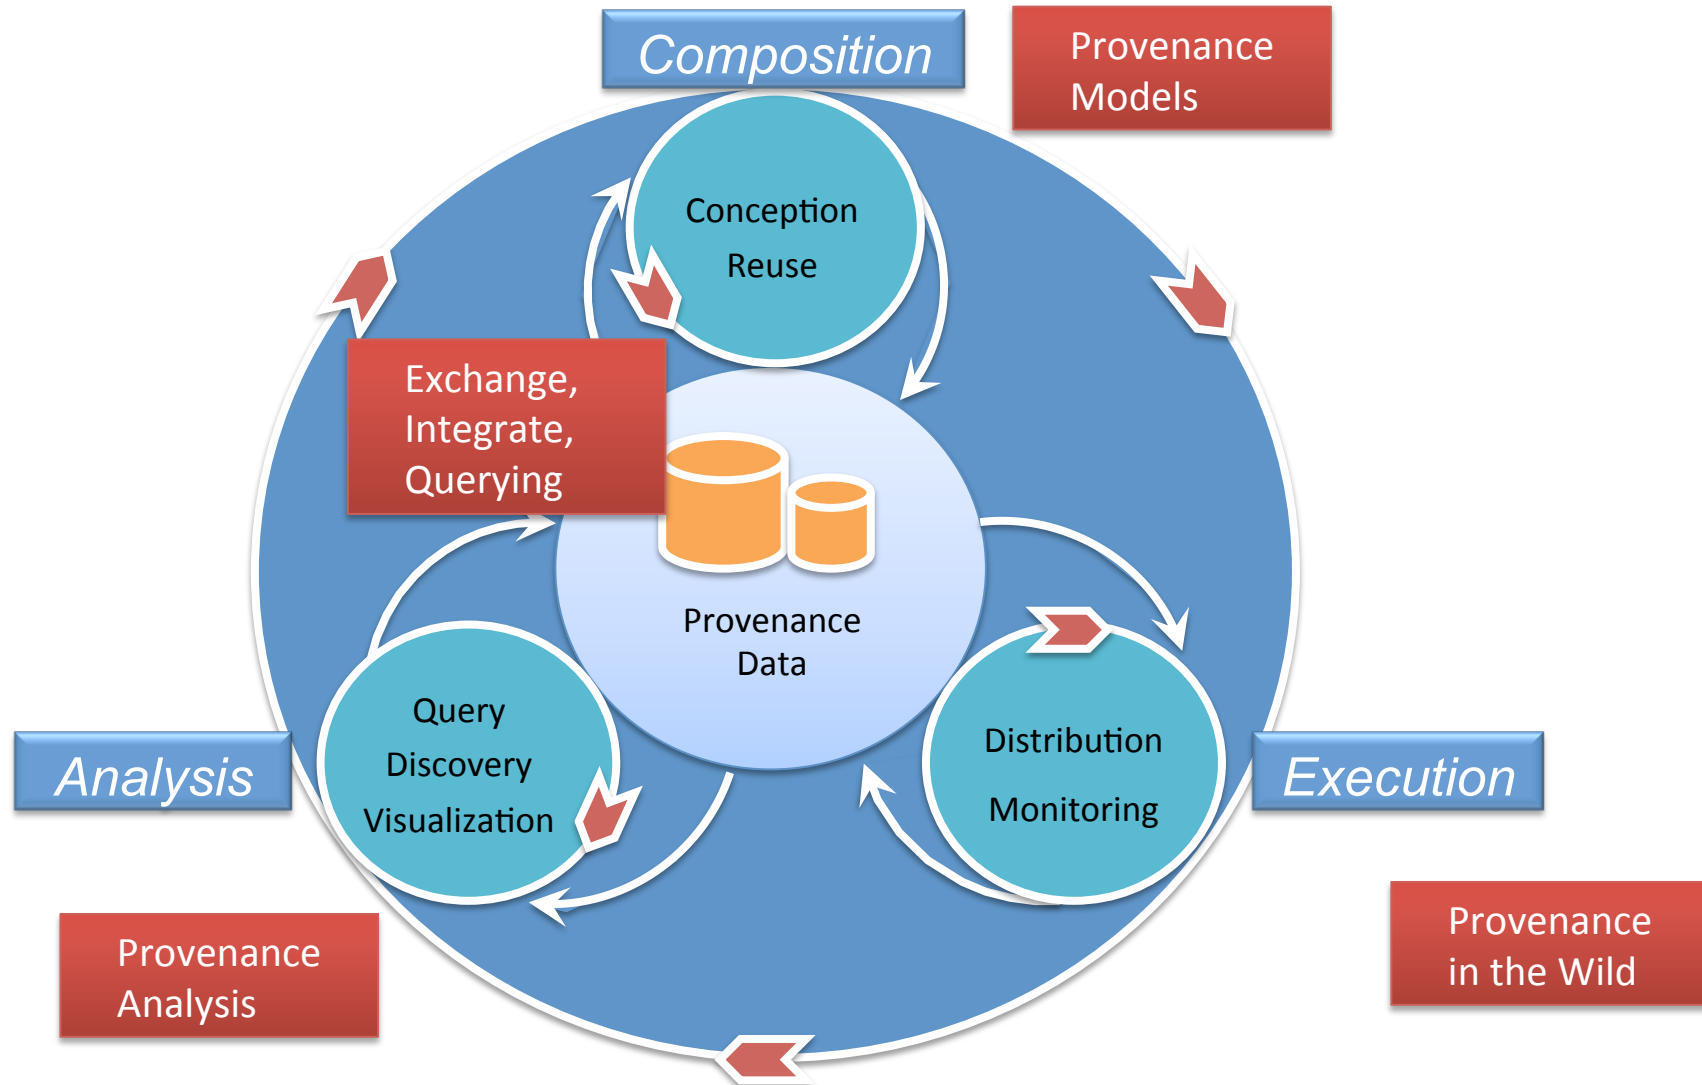 Composition
Provenance
Models
Conception
Reuse
Exchange,
Integrate,
Querying
Provenance
Data
Query
Discovery
Visualization
Distribution
Monitoring
Analysis
Execution
Provenance
Analysis
Provenance
in the Wild